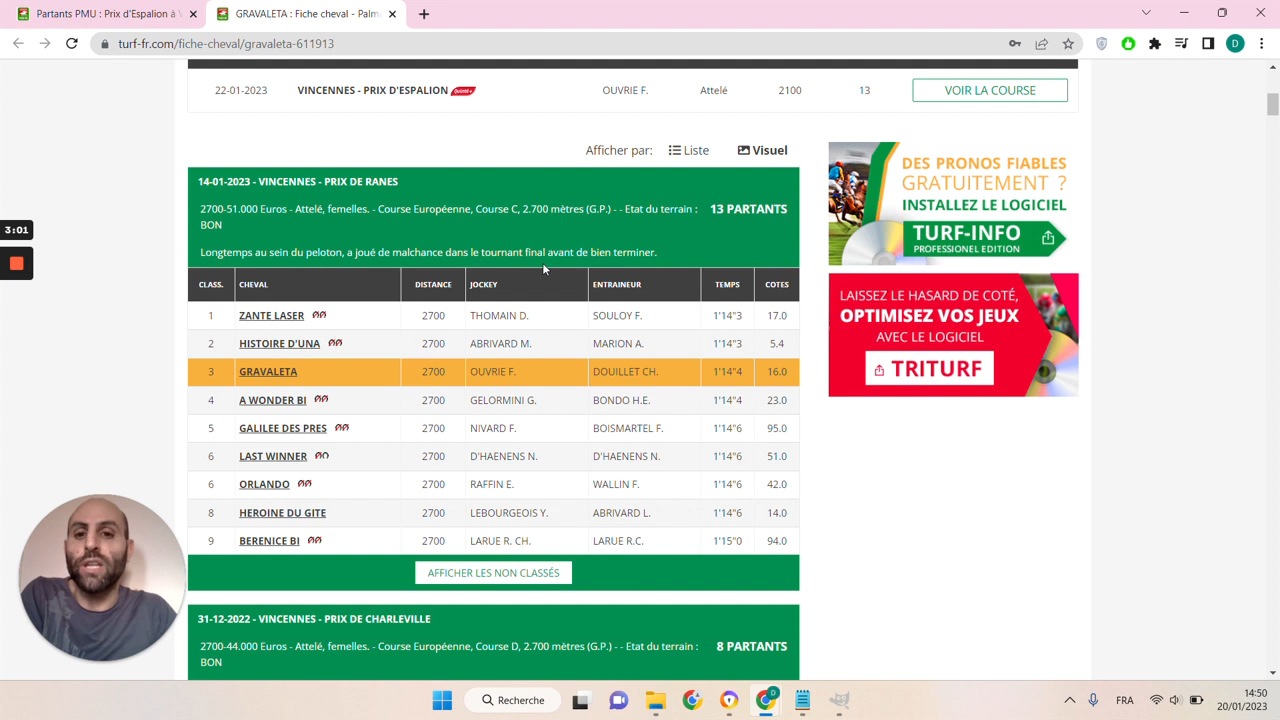 Partants PMU : Prix d'Espalion à V
GRAVALETA : Fiche cheval - Palm
turf-fr.com/fiche-cheval/gravaleta-611913
D
22-01-2023 VINCENNES - PRIX D'ESPALION Quinté+ OUVRIE F. Attelé 2100 13 VOIR LA COURSE
Afficher par: Liste Visuel
14-01-2023 - VINCENNES - PRIX DE RANES
2700-51.000 Euros - Attelé, femelles. - Course Européenne, Course C, 2.700 mètres (G.P.) - - Etat du terrain :
BON
13 PARTANTS
Longtemps au sein du peloton, a joué de malchance dans le tournant final avant de bien terminer.
CLASS. CHEVAL DISTANCE JOCKEY ENTRAINEUR TEMPS COTES
1 ZANTE LASER 2700 THOMAIN D. SOULOY F. 1'14"3 17.0
2 HISTOIRE D'UNA 2700 ABRIVARD M. MARION A. 1'14"3 5.4
3 GRAVALETA 2700 OUVRIE F. DOUILLET CH. 1'14"4 16.0
4 A WONDER BI 2700 GELORMINI G. BONDO H.E. 1'14"4 23.0
5 GALILEE DES PRES 2700 NIVARD F. BOISMARTEL F. 1'14"6 95.0
6 LAST WINNER 2700 D'HAENENS N. D'HAENENS N. 1'14"6 51.0
6 ORLANDO 2700 RAFFIN E. WALLIN F. 1'14"6 42.0
8 HEROINE DU GITE 2700 LEBOURGEOIS Y. ABRIVARD L. 1'14"6 14.0
9 BERENICE BI 2700 LARUE R. CH. LARUE R.C. 1'15"0 94.0
AFFICHER LES NON CLASSÉS
31-12-2022 - VINCENNES - PRIX DE CHARLEVILLE
2700-44.000 Euros - Attelé, femelles. - Course Européenne, Course D, 2.700 mètres (G.P.) - - Etat du terrain :
BON
8 PARTANTS
DES PRONOS FIABLES
GRATUITEMENT ?
INSTALLEZ LE LOGICIEL
TURF-INFO
PROFESSIONEL EDITION
LAISSEZ LE HASARD DE COTÉ,
OPTIMISEZ VOS JEUX
AVEC LE LOGICIEL
TRITURF
3:01
Recherche
D
FRA
14:50
20/01/2023